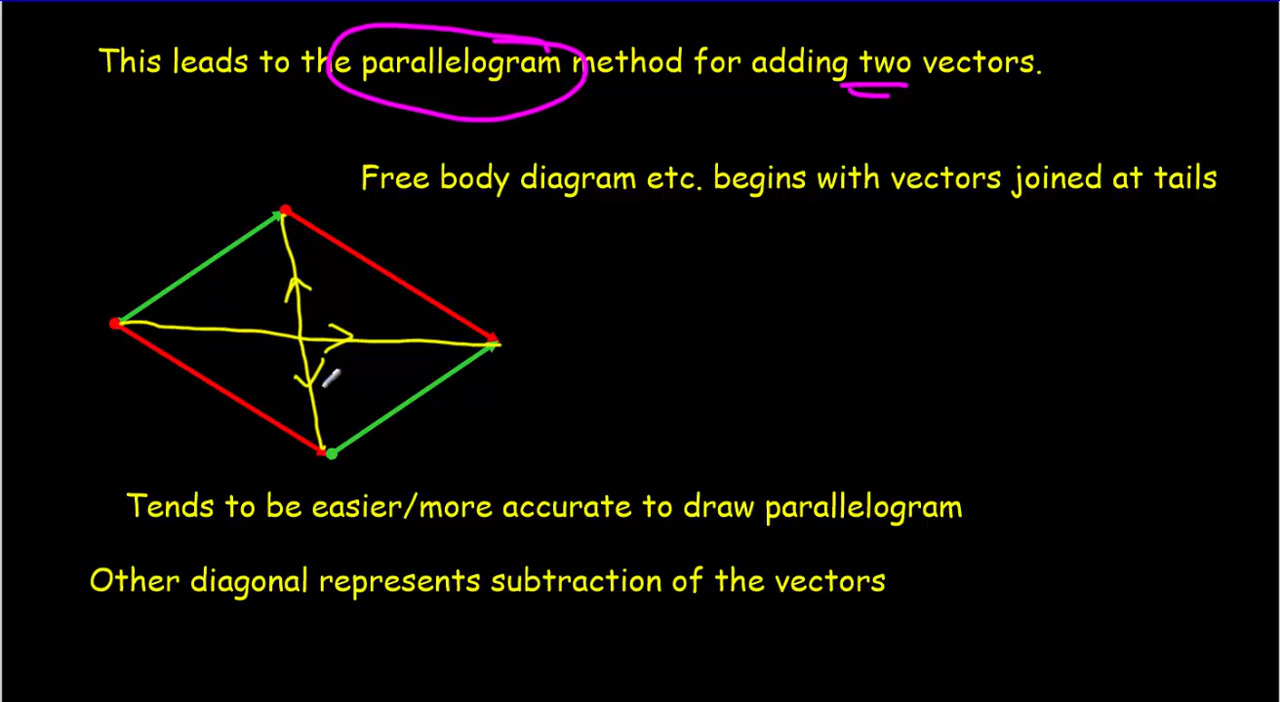 This leads to the parallelogram method for adding two vectors.
Free body diagram etc. begins with vectors joined at tails
Tends to be easier/more accurate to draw parallelogram
Other diagonal represents subtraction of the vectors